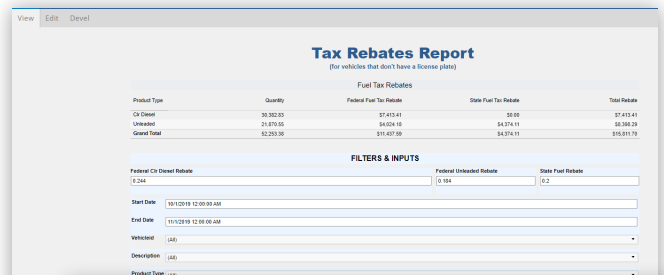 View Edit Devel
Tax Rebates Report
(for vehicles that don't have a license plate)
Fuel Tax Rebates
Product Type Quantity Federal Fuel Tax Rebate State Fuel Tax Rebate Total Rebate
Clr Diesel 30,382.83 $7,413.41 $0.00 $7,413.41
Unleaded 21,870.55 $4,024.18 $4,374.11 $8,398.29
Grand Total 52,253.38 $11,437.59 $4,374.11 $15,811.70
FILTERS & INPUTS
Federal Clr Diesel Rebate Federal Unleaded Rebate State Fuel Rebate
0.244 0.184 0.2
Start Date 10/1/2019 12:00:00 AM
End Date 11/1/2019 12:00:00 AM
VehicleId (All)
Description (All)
Product Type (All)